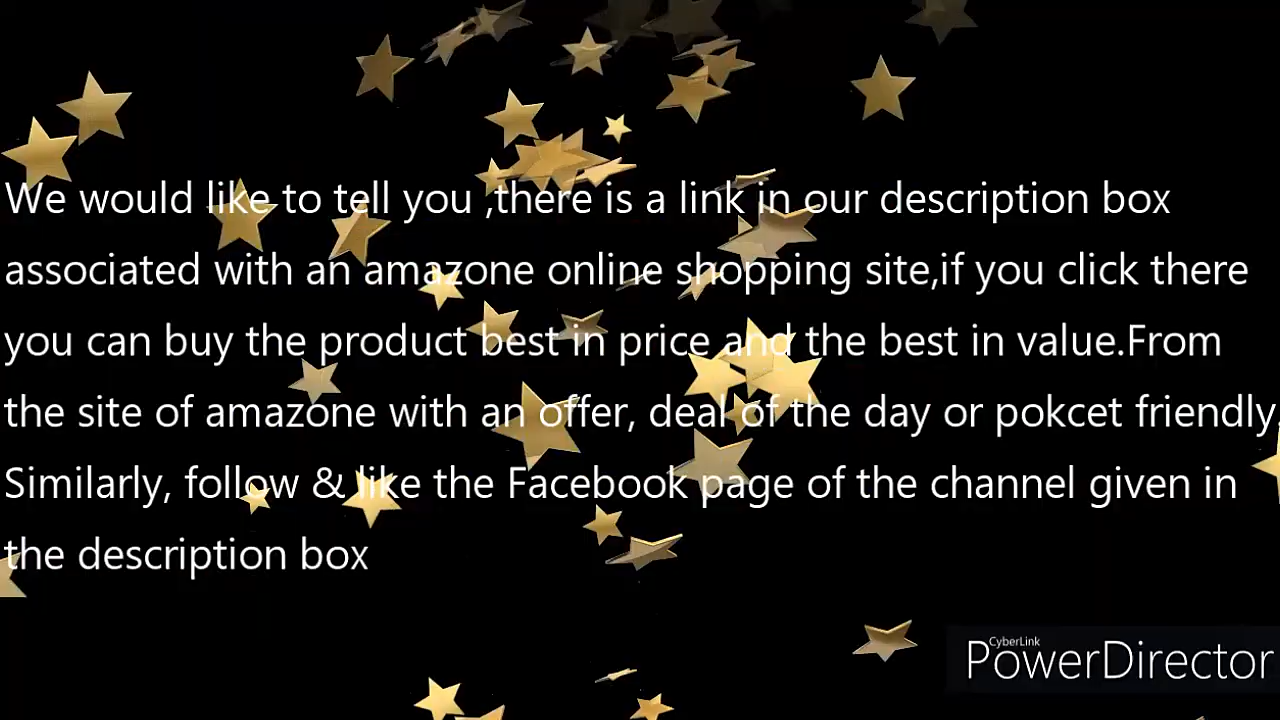 We would like to tell you ,there is a link in our description box
associated with an amazone online shopping site,if you click there
you can buy the product best in price and the best in value.From
the site of amazone with an offer, deal of the day or pokcet friendly.
Similarly, follow & like the Facebook page of the channel given in
the description box
CyberLink
PowerDirector